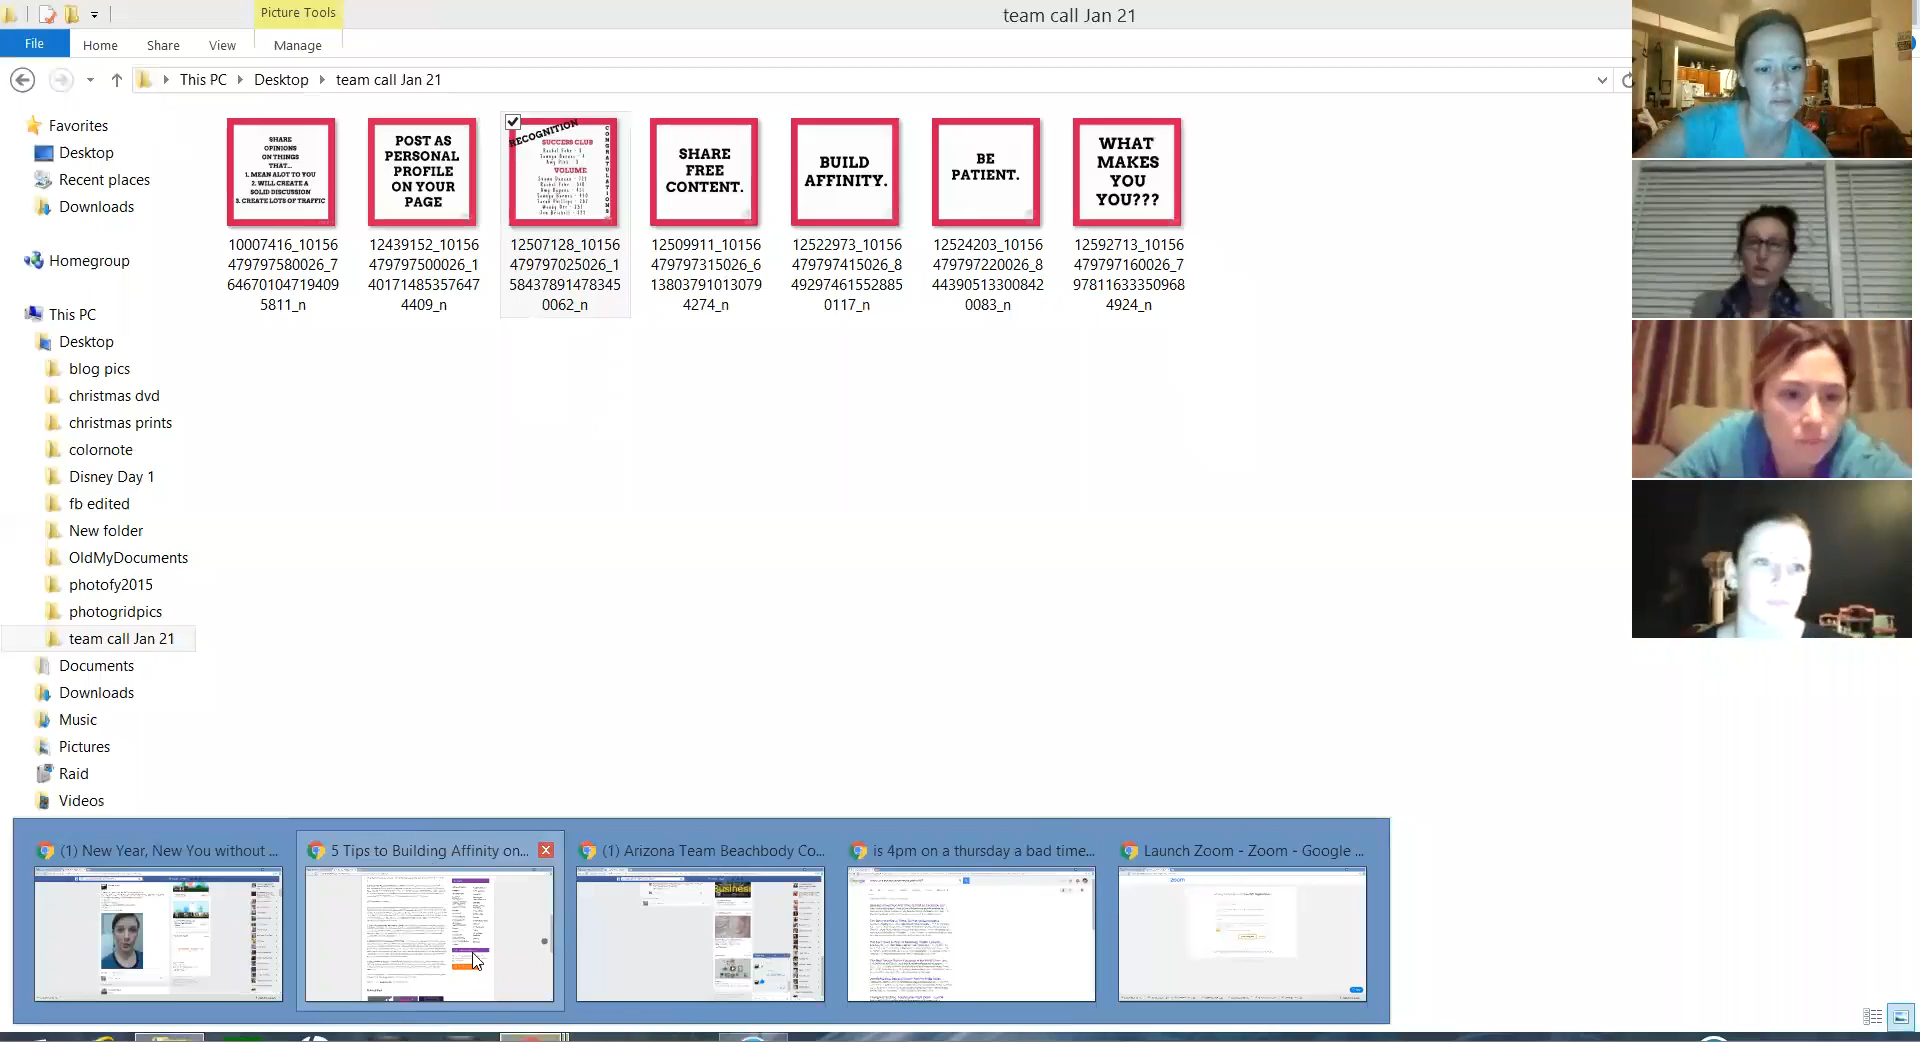 Picture Tools
team call Jan 21
File
Home
Share
View
Manage
This PC
Desktop
team call Jan 21
Favorites
Desktop
Recent places
Downloads
Homegroup
This PC
Desktop
blog pics
christmas dvd
christmas prints
colornote
Disney Day 1
fb edited
New folder
OldMyDocuments
photofy2015
photogridpics
team call Jan 21
Documents
Downloads
Music
Pictures
Raid
Videos
SHARE
OPINIONS
ON THINGS
THAT...
1. MEAN ALOT TO YOU
2. WILL CREATE A
SOLID DISCUSSION
3. CREATE LOTS OF TRAFFIC
10007416_10156
479797580026_7
64670104719409
5811_n
POST AS
PERSONAL
PROFILE
ON YOUR
PAGE
12439152_10156
479797500026_1
40171485357647
4409_n
RECOGNITION
CONGRATULATIONS
SUCCESS CLUB
VOLUME
12507128_10156
479797025026_1
58437891478345
0062_n
SHARE
FREE
CONTENT.
12509911_10156
479797315026_6
13803791013079
4274_n
BUILD
AFFINITY.
12522973_10156
479797415026_8
49297461552885
0117_n
BE
PATIENT.
12524203_10156
479797220026_8
44390513300842
0083_n
WHAT
MAKES
YOU
YOU???
12592713_10156
479797160026_7
97811633350968
4924_n
(1) New Year, New You without ...
5 Tips to Building Affinity on...
(1) Arizona Team Beachbody Co...
is 4pm on a thursday a bad time...
Launch Zoom - Zoom - Google ...
zoom